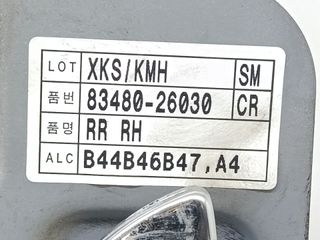 LOT XKS/KMH SM
품번 83480-26030 CR
품명 RR RH
ALC B44B46B47,A4